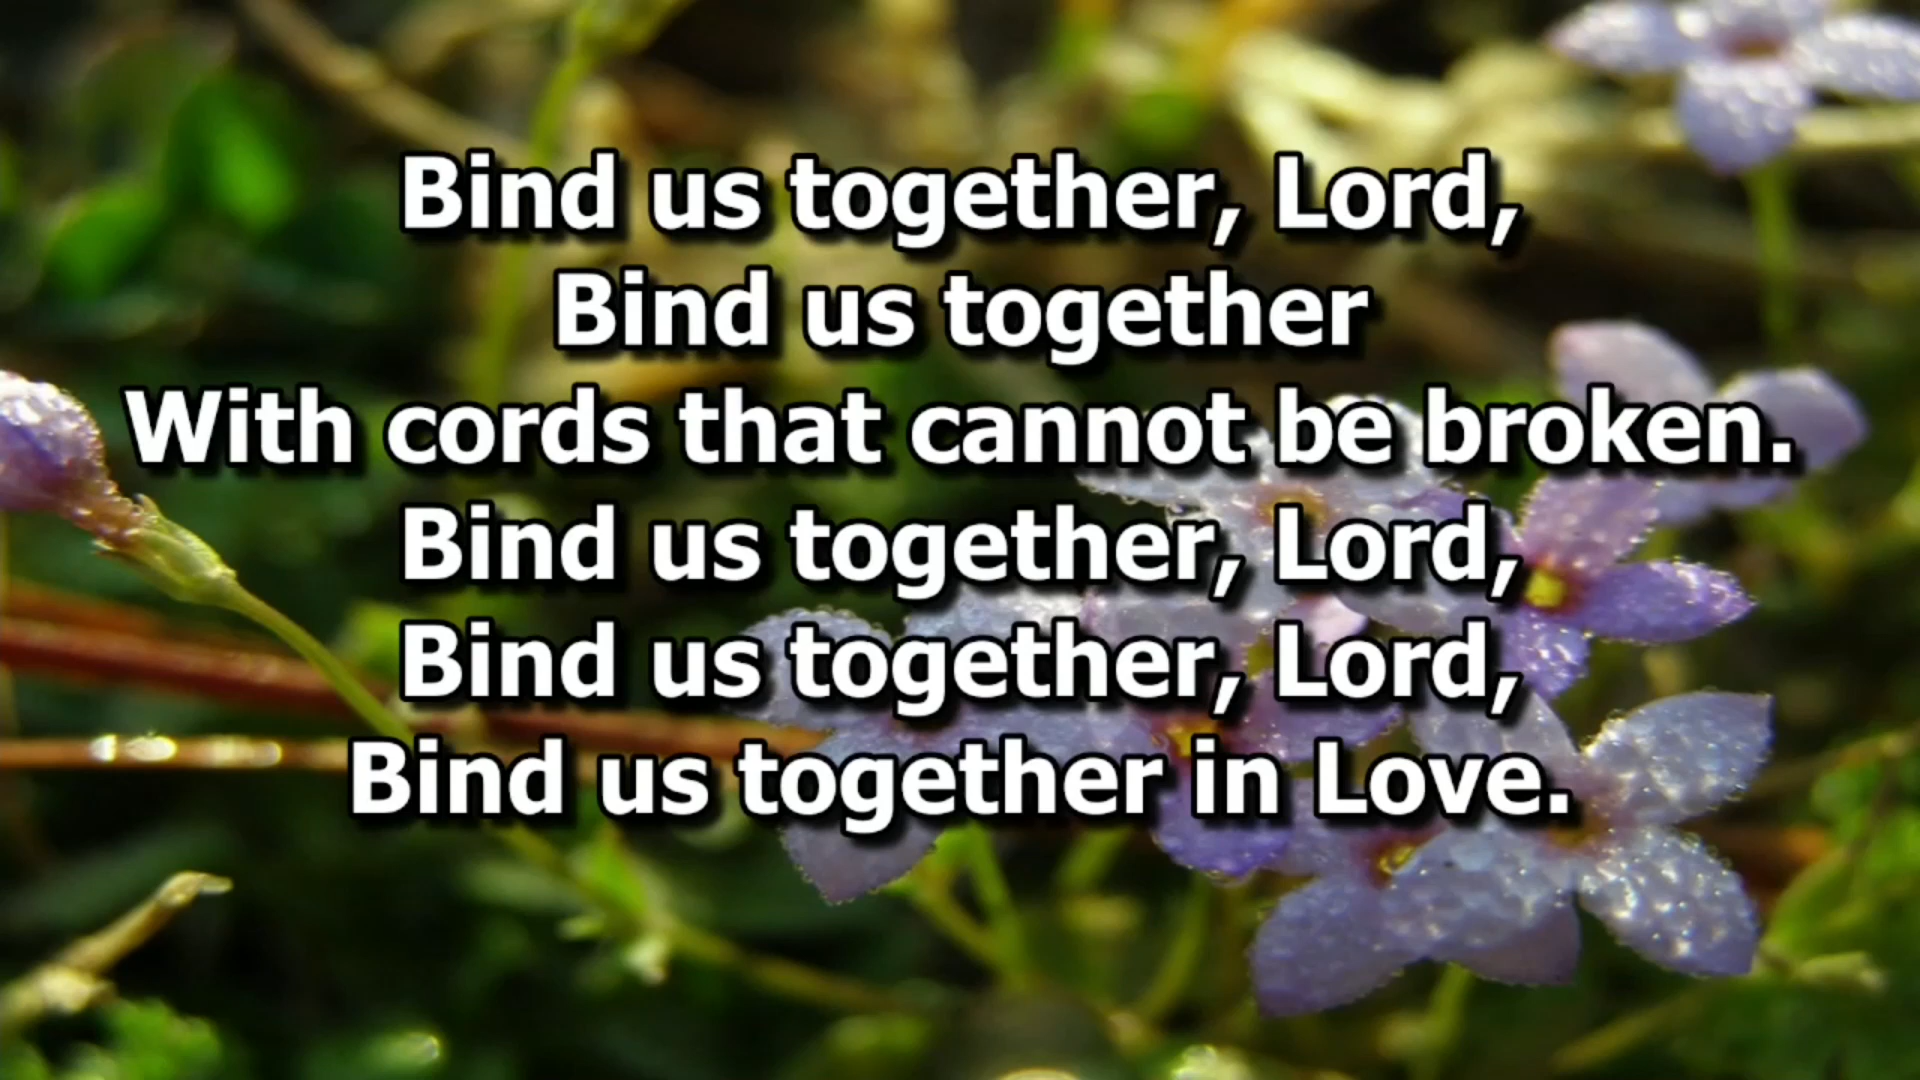 Bind us together, Lord,
Bind us together
With cords that cannot be broken.
Bind us together, Lord,
Bind us together, Lord,
Bind us together in Love.